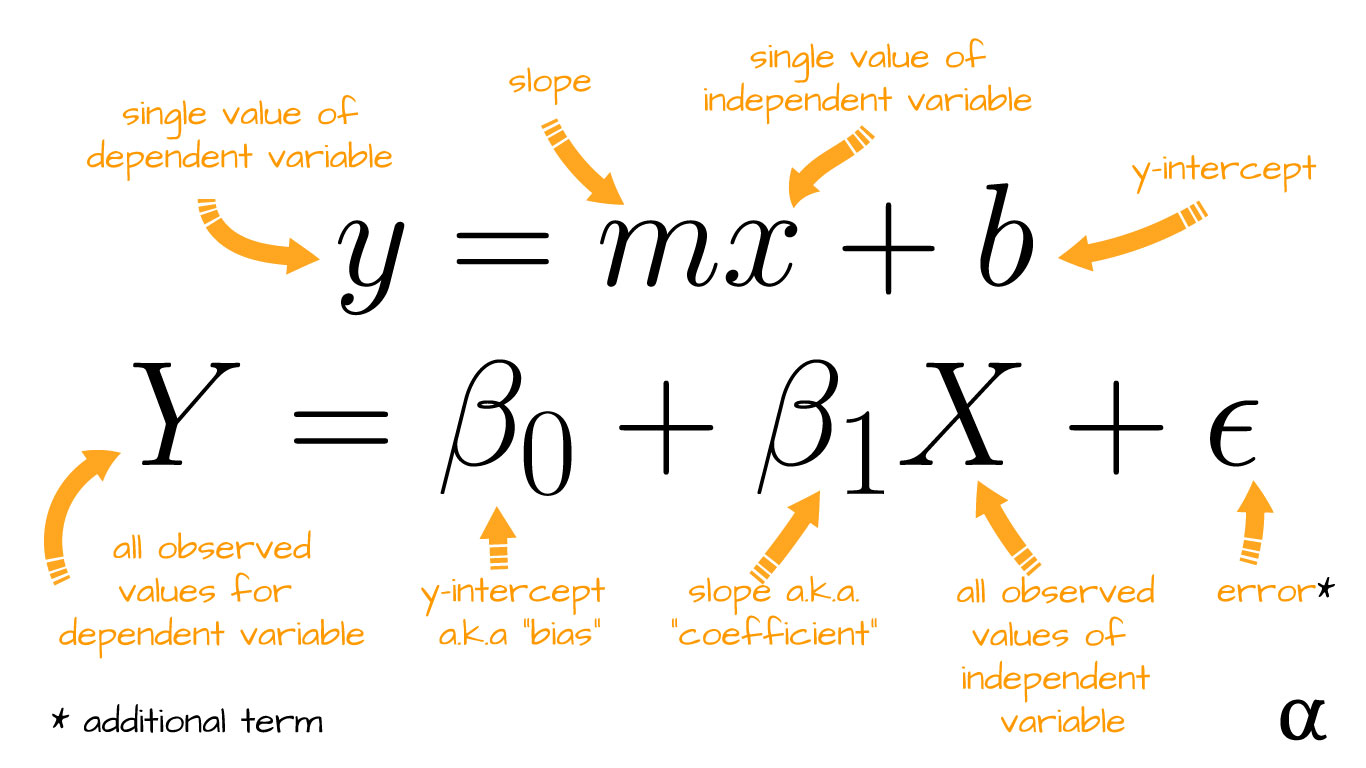 single value of
dependent variable
slope
single value of
independent variable
y-intercept
y = mx + b
Y = β₀ + β₁X + ϵ
all observed
values for
dependent variable
y-intercept
a.k.a "bias"
slope a.k.a.
"coefficient"
all observed
values of
independent
variable
error*
* additional term
α